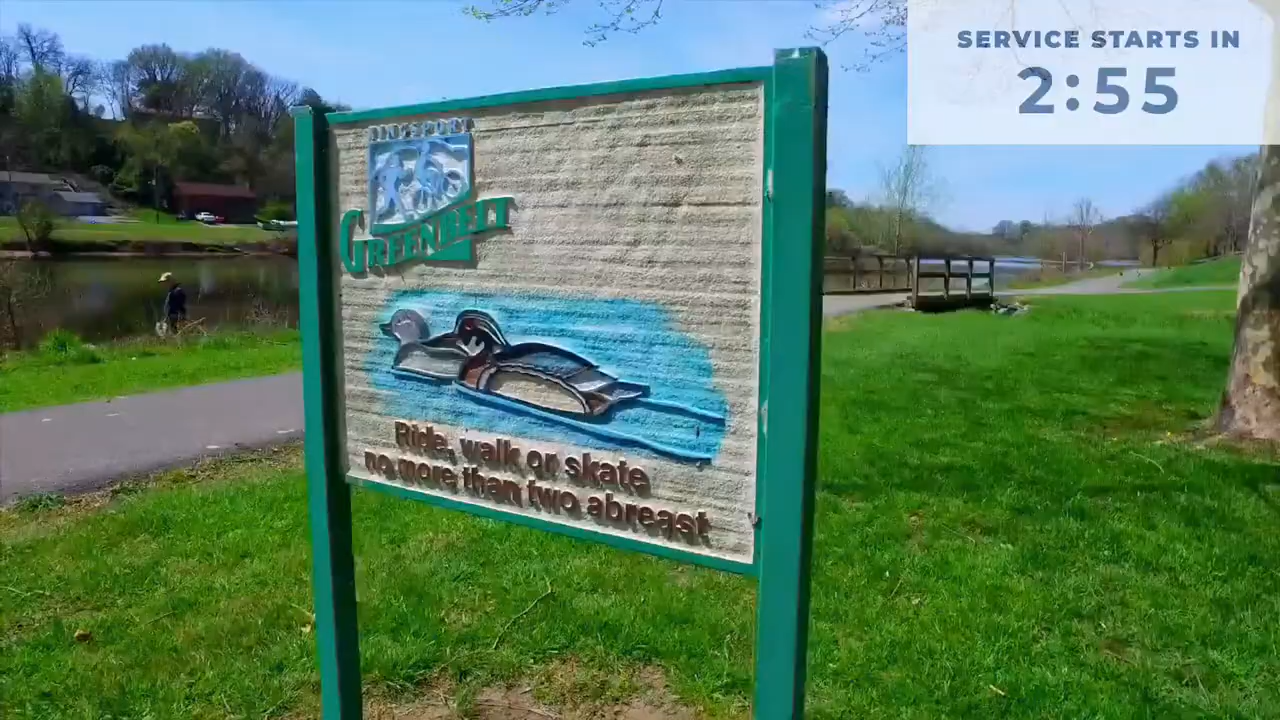 SERVICE STARTS IN
2:55
KINGSPORT
GREENBELT
Ride, walk or skate
no more than two abreast